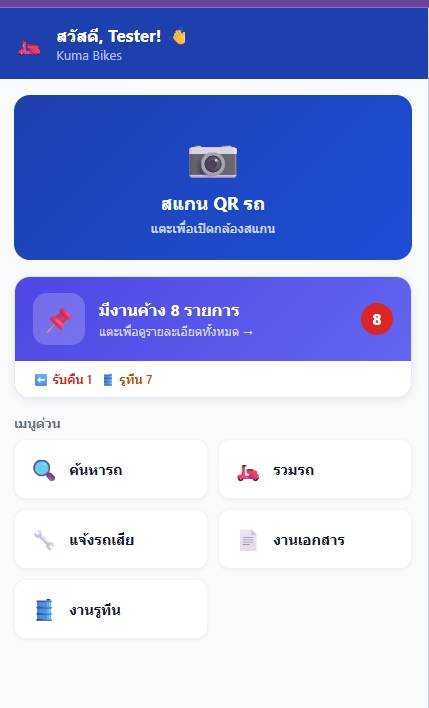 สวัสดี, Tester! 👋
Kuma Bikes
สแกน QR รถ
แตะเพื่อเปิดกล้องสแกน
มีงานค้าง 8 รายการ
แตะเพื่อดูรายละเอียดทั้งหมด →
8
รับคืน 1 รูทีน 7
เมนูด่วน
ค้นหารถ
รวมรถ
แจ้งรถเสีย
งานเอกสาร
งานรูทีน